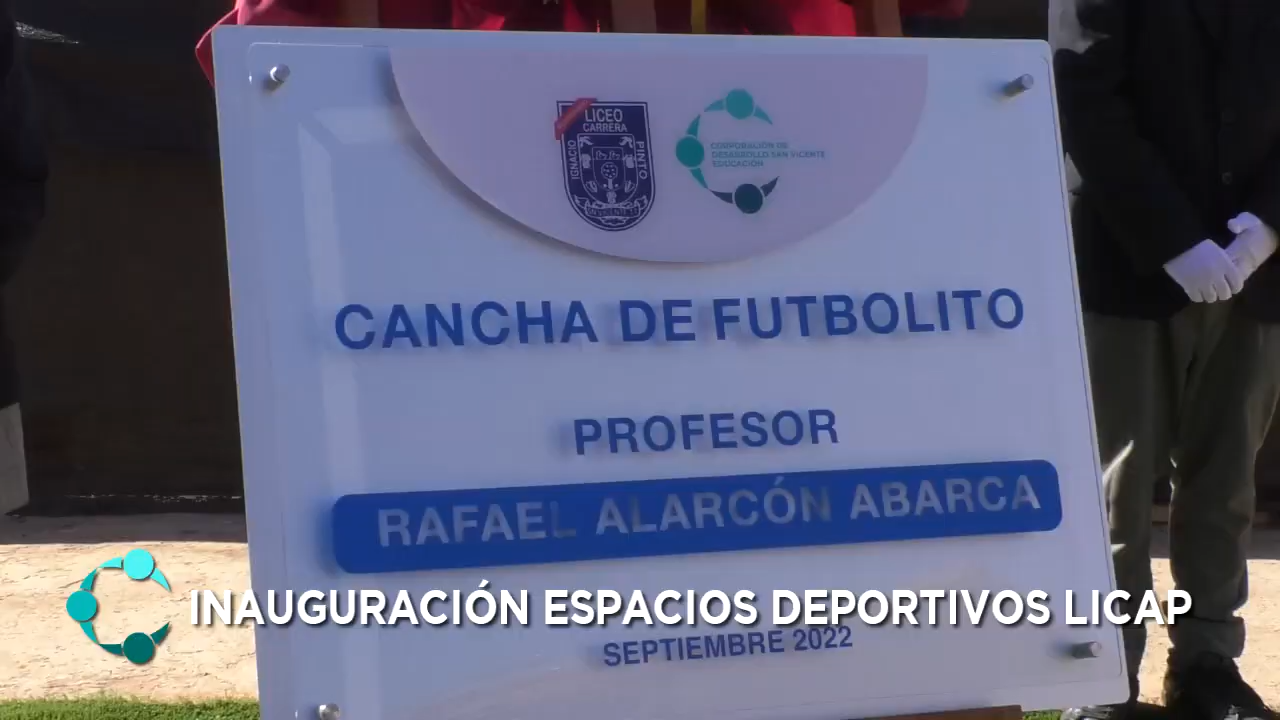 LICEO
CARRERA
IGNACIO
PINTO
CORPORACIÓN DE
DESARROLLO SAN VICENTE
EDUCACIÓN
CANCHA DE FUTBOLITO
PROFESOR
RAFAEL ALARCÓN ABARCA
INAUGURACIÓN ESPACIOS DEPORTIVOS LICAP
SEPTIEMBRE 2022